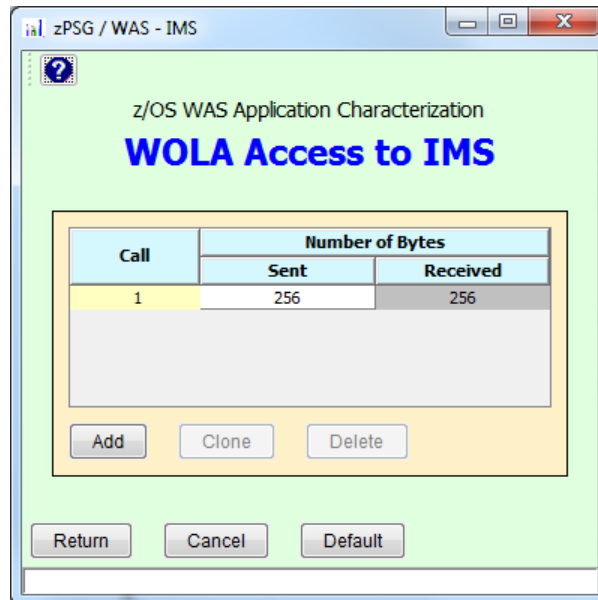 zPSG / WAS - IMS
z/OS WAS Application Characterization
WOLA Access to IMS
Call
Number of Bytes
Sent Received
1 256 256
Add Clone Delete
Return Cancel Default